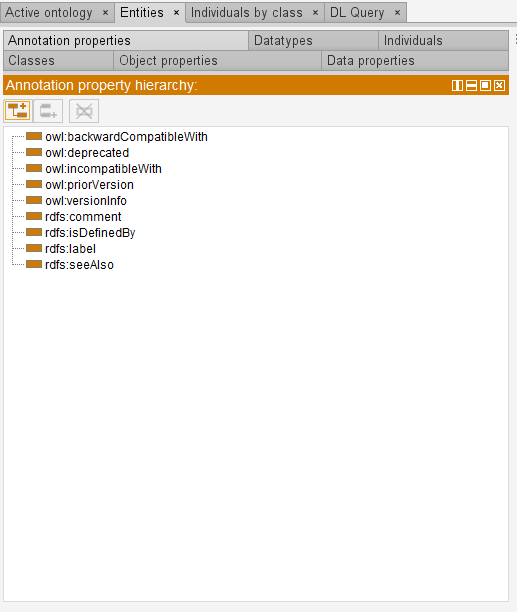 Active ontology × Entities × Individuals by class × DL Query ×
Annotation properties Datatypes Individuals
Classes Object properties Data properties
Annotation property hierarchy:
owl:backwardCompatibleWith
owl:deprecated
owl:incompatibleWith
owl:priorVersion
owl:versionInfo
rdfs:comment
rdfs:isDefinedBy
rdfs:label
rdfs:seeAlso